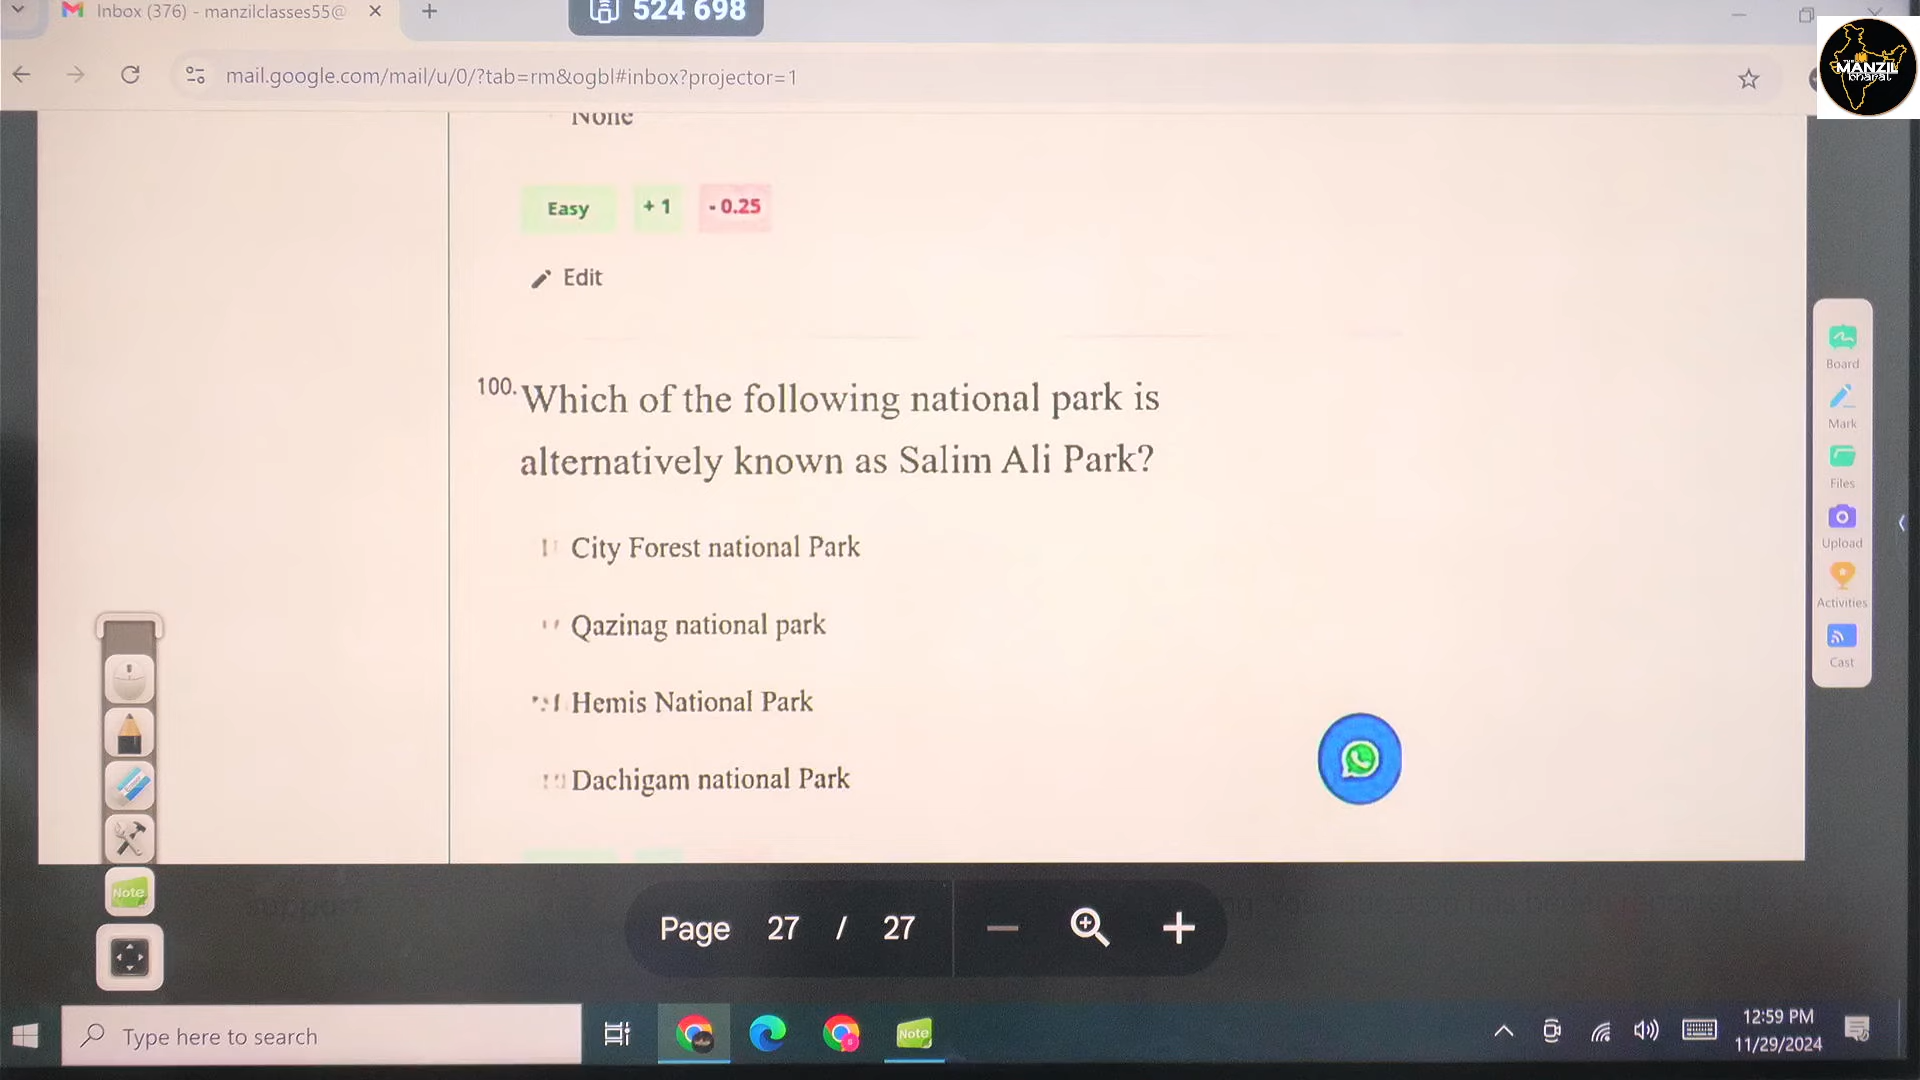 Inbox (376) - manzilclasses55@
524 698
mail.google.com/mail/u/0/?tab=rm&ogbl#inbox?projector=1
MANZIL
bharat
None
Easy
+ 1
- 0.25
Edit
100. Which of the following national park is
alternatively known as Salim Ali Park?
City Forest national Park
Qazinag national park
Hemis National Park
Dachigam national Park
Board
Mark
Files
Upload
Activities
Cast
Note
support
Page 27 / 27
Type here to search
Note
12:59 PM
11/29/2024